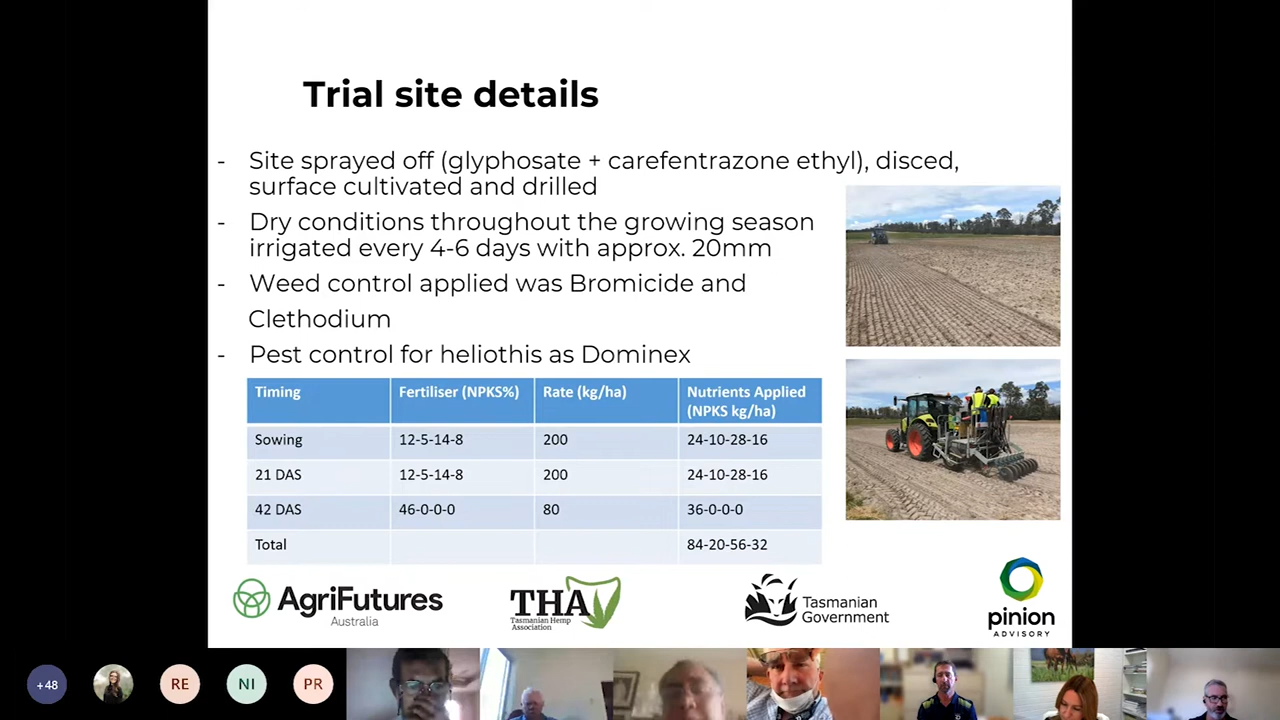 Trial site details
- Site sprayed off (glyphosate + carefentrazone ethyl), disced,
surface cultivated and drilled
- Dry conditions throughout the growing season
irrigated every 4-6 days with approx. 20mm
- Weed control applied was Bromicide and
Clethodium
- Pest control for heliothis as Dominex
Timing Fertiliser (NPKS%) Rate (kg/ha) Nutrients Applied
(NPKS kg/ha)
Sowing 12-5-14-8 200 24-10-28-16
21 DAS 12-5-14-8 200 24-10-28-16
42 DAS 46-0-0-0 80 36-0-0-0
Total 84-20-56-32
AgriFutures
Australia
THA
Tasmanian Hemp
Association
Tasmanian
Government
pinion
ADVISORY
+48 RE NI PR